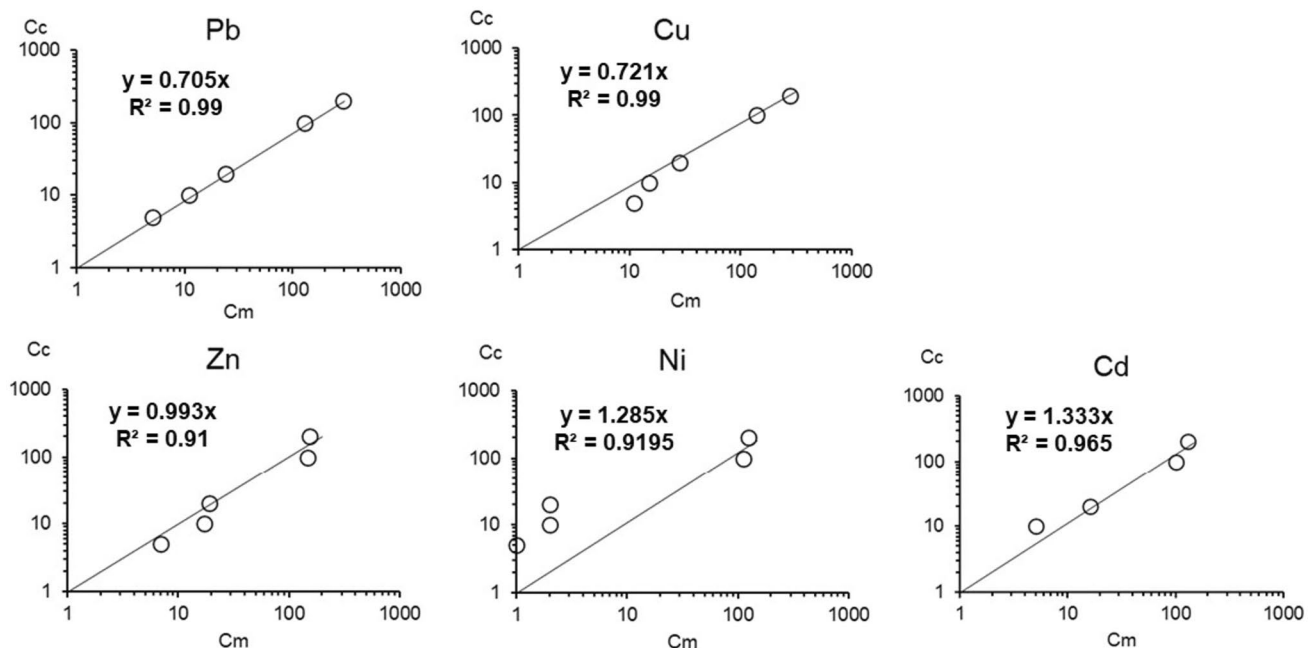 Cc
Pb
1000
y = 0.705x
R² = 0.99
100
10
1
1
10
100
1000
Cm
Cc
Cu
1000
y = 0.721x
R² = 0.99
100
10
1
1
10
100
1000
Cm
Cc
Zn
1000
y = 0.993x
R² = 0.91
100
10
1
1
10
100
1000
Cm
Cc
Ni
1000
y = 1.285x
R² = 0.9195
100
10
1
1
10
100
1000
Cm
Cc
Cd
1000
y = 1.333x
R² = 0.965
100
10
1
1
10
100
1000
Cm